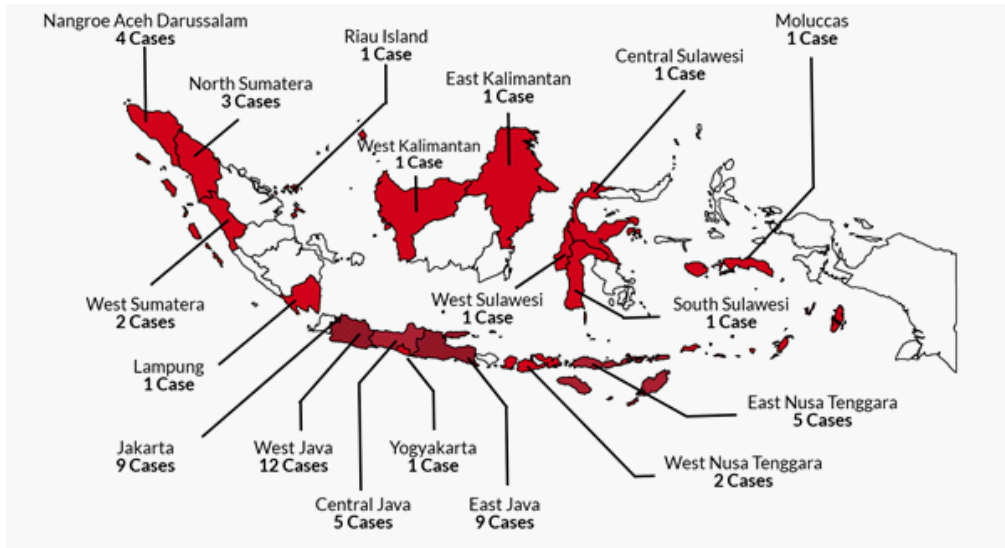 Nangroe Aceh Darussalam
4 Cases
North Sumatera
3 Cases
Riau Island
1 Case
East Kalimantan
1 Case
West Kalimantan
1 Case
Central Sulawesi
1 Case
Moluccas
1 Case
West Sumatera
2 Cases
Lampung
1 Case
West Sulawesi
1 Case
South Sulawesi
1 Case
Jakarta
9 Cases
West Java
12 Cases
Central Java
5 Cases
Yogyakarta
1 Case
East Java
9 Cases
West Nusa Tenggara
2 Cases
East Nusa Tenggara
5 Cases